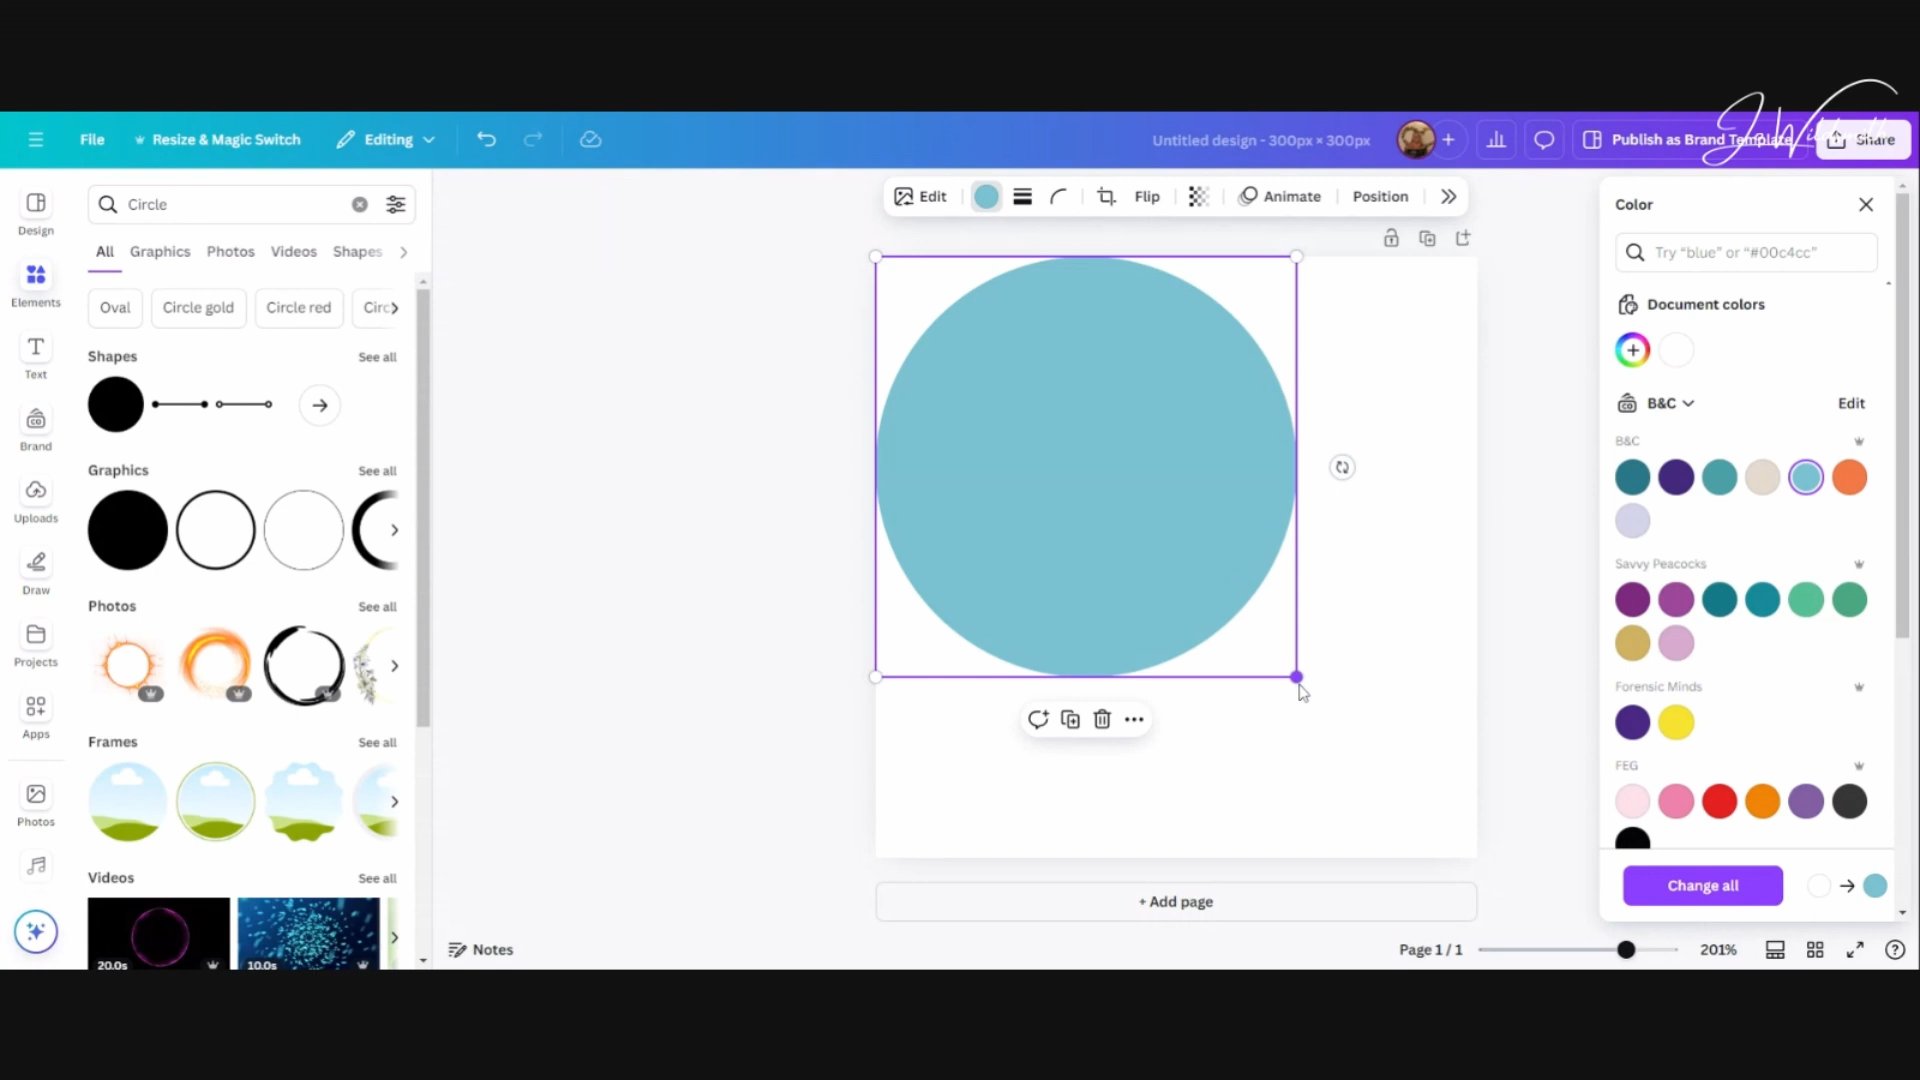 File
Resize & Magic Switch
Editing
Untitled design - 300px × 300px
Publish as Brand Template
Share
Design
Elements
Text
Brand
Uploads
Draw
Projects
Apps
Photos
Circle
All
Graphics
Photos
Videos
Shapes
Oval
Circle gold
Circle red
Circ
Shapes
See all
Graphics
See all
Photos
See all
Frames
See all
Videos
See all
20.0s
10.0s
Edit
Flip
Animate
Position
+ Add page
Notes
Page 1 / 1
201%
Color
Try “blue” or “#00c4cc”
Document colors
B&C
Edit
B&C
Savvy Peacocks
Forensic Minds
FEG
Change all